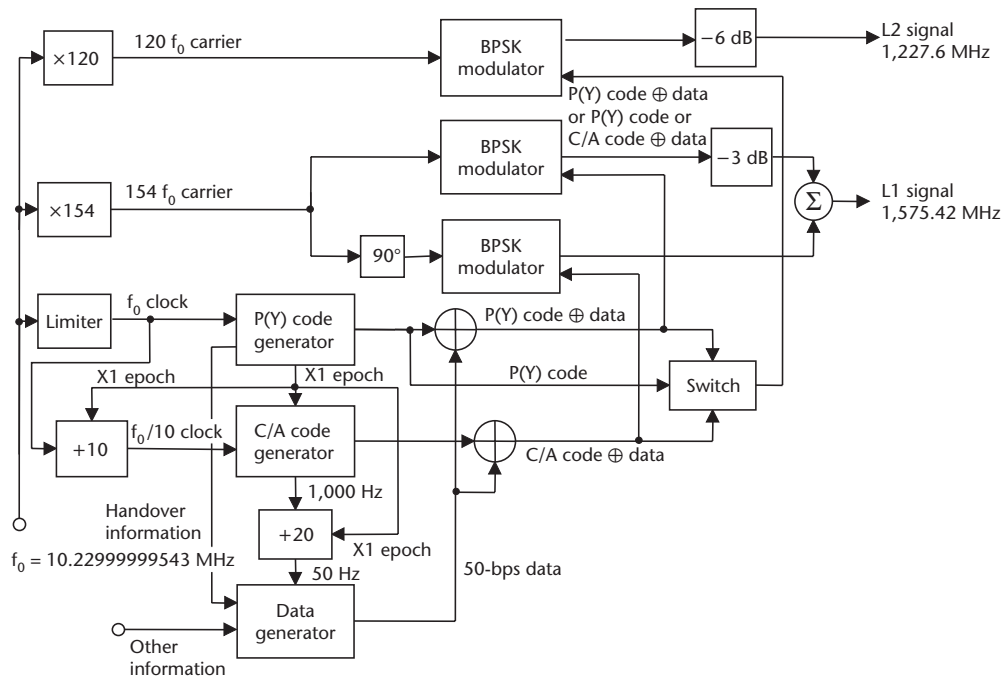 120 f₀ carrier
×120
BPSK
modulator
−6 dB
L2 signal
1,227.6 MHz
P(Y) code ⊕ data
or P(Y) code or
C/A code ⊕ data
154 f₀ carrier
×154
BPSK
modulator
−3 dB
Σ
L1 signal
1,575.42 MHz
90°
BPSK
modulator
Limiter
f₀ clock
P(Y) code
generator
P(Y) code ⊕ data
X1 epoch
X1 epoch
P(Y) code
Switch
+10
f₀/10 clock
C/A code
generator
C/A code ⊕ data
1,000 Hz
Handover
information
+20
X1 epoch
f₀ = 10.22999999543 MHz
50 Hz
50-bps data
Data
generator
Other
information